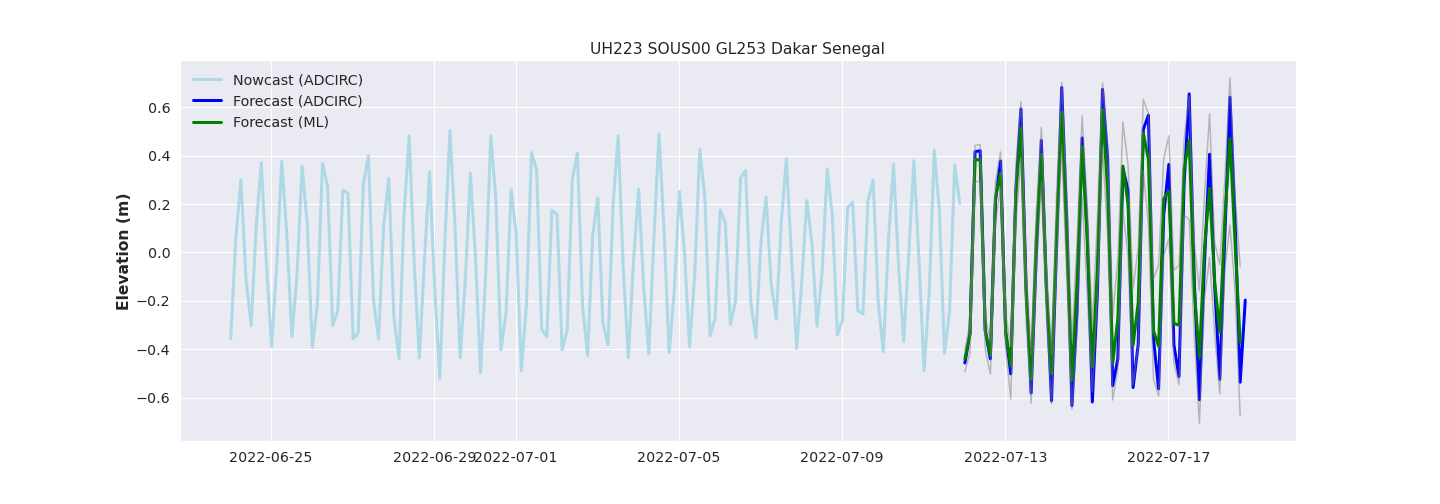 UH223 SOUS00 GL253 Dakar Senegal
Nowcast (ADCIRC)
Forecast (ADCIRC)
Forecast (ML)
Elevation (m)
0.6
0.4
0.2
0.0
−0.2
−0.4
−0.6
2022-06-25 2022-06-29 2022-07-01 2022-07-05 2022-07-09 2022-07-13 2022-07-17